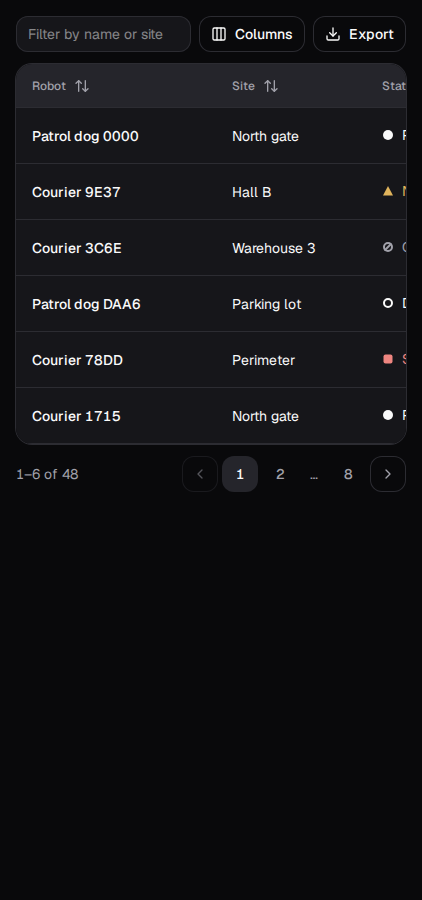 Filter by name or site Columns Export
Robot Site
Patrol dog 0000 North gate
Courier 9E37 Hall B
Courier 3C6E Warehouse 3
Patrol dog DAA6 Parking lot
Courier 78DD Perimeter
Courier 1715 North gate
1–6 of 48 1 2 … 8